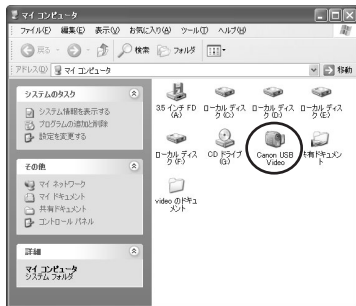 マイ コンピュータ
ファイル(F) 編集(E) 表示(V) お気に入り(A) ツール(T) ヘルプ(H)
戻る 検索 フォルダ
アドレス(D) マイ コンピュータ 移動
システムのタスク
システム情報を表示する
プログラムの追加と削除
設定を変更する
その他
マイ ネットワーク
マイ ドキュメント
共有ドキュメント
コントロール パネル
詳細
マイ コンピュータ
システム フォルダ
3.5 インチ FD
(A)
ローカル ディス
ク (C)
ローカル ディス
ク (D)
ローカル ディス
ク (E)
ローカル ディス
ク (F)
CD ドライブ
(G)
Canon USB
Video
共有ドキュメン
ト
video のドキュ
メント